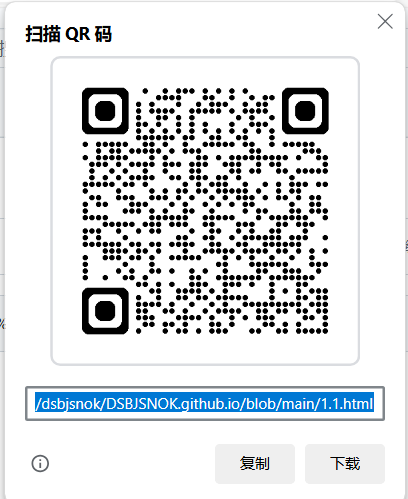 扫描 QR 码
/dsbjsnok/DSBJSNOK.github.io/blob/main/1.1.html
复制
下载